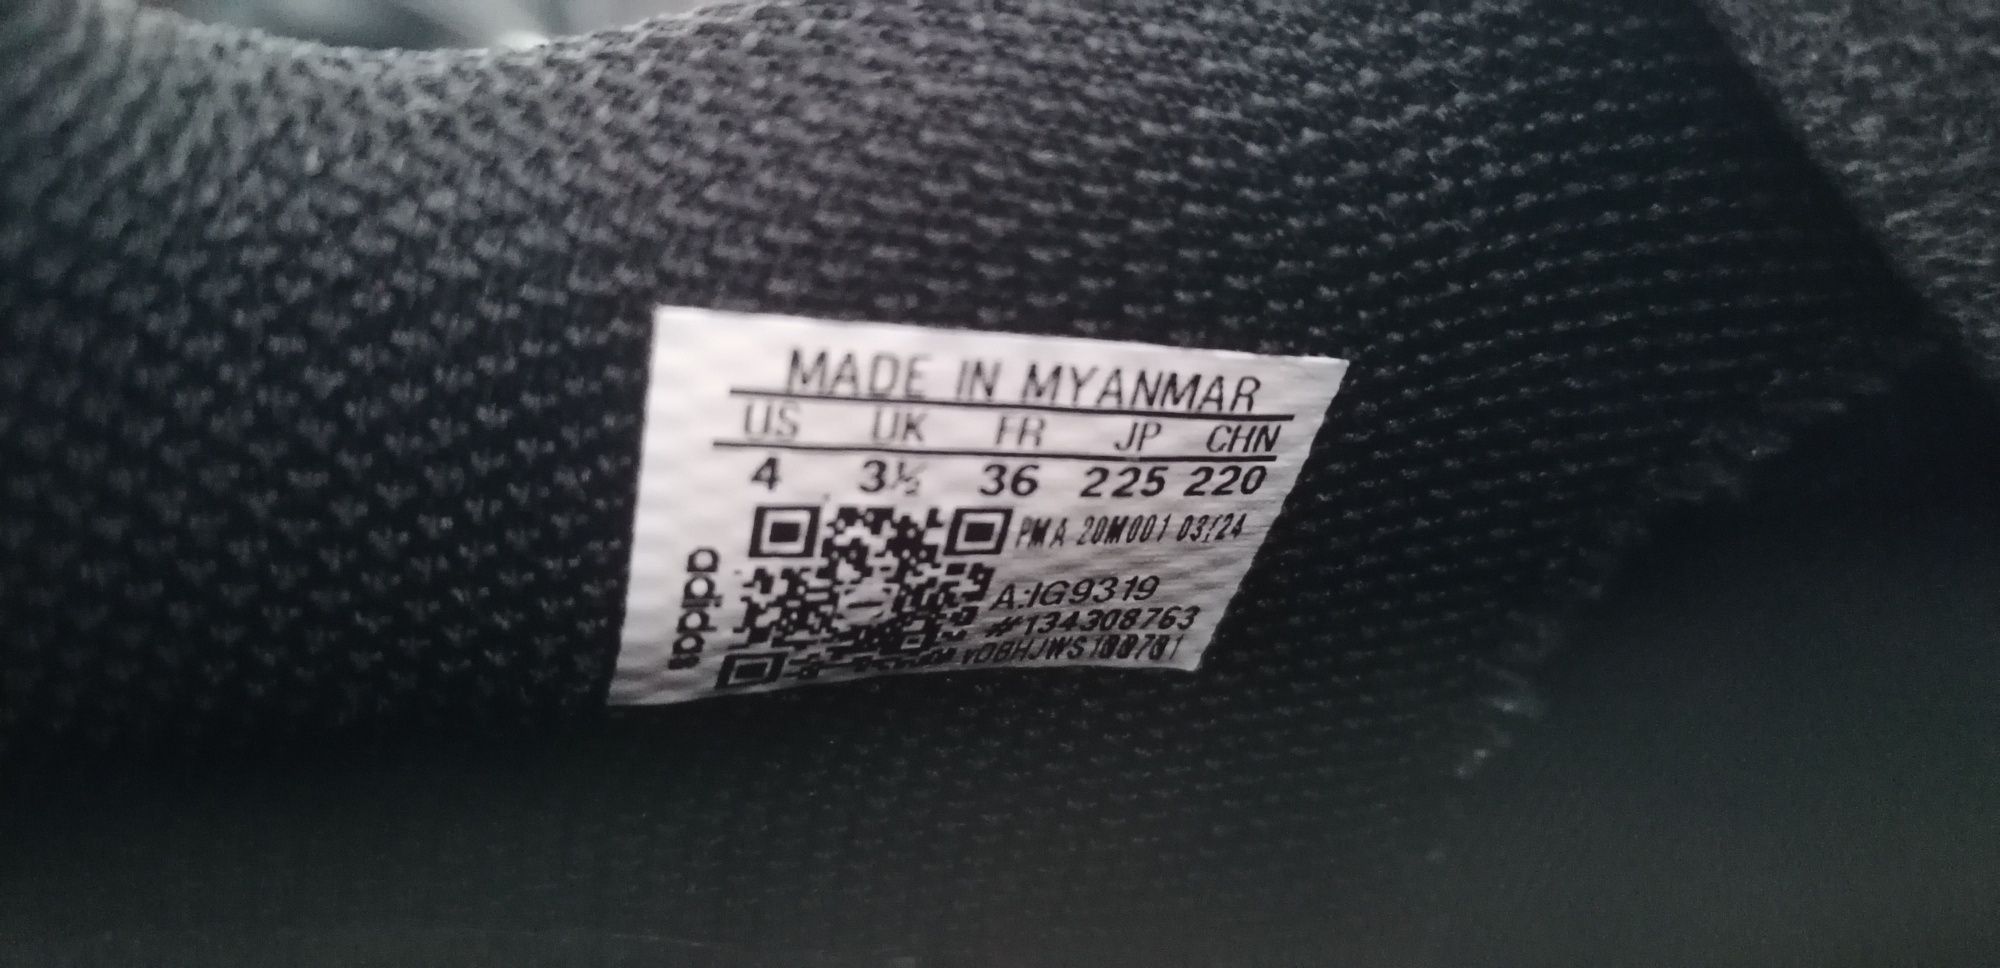 MADE IN MYANMAR
US UK FR JP CHN
4 3½ 36 225 220
PMA 20M001 03/24
A:IG9319
#134308763
adidas